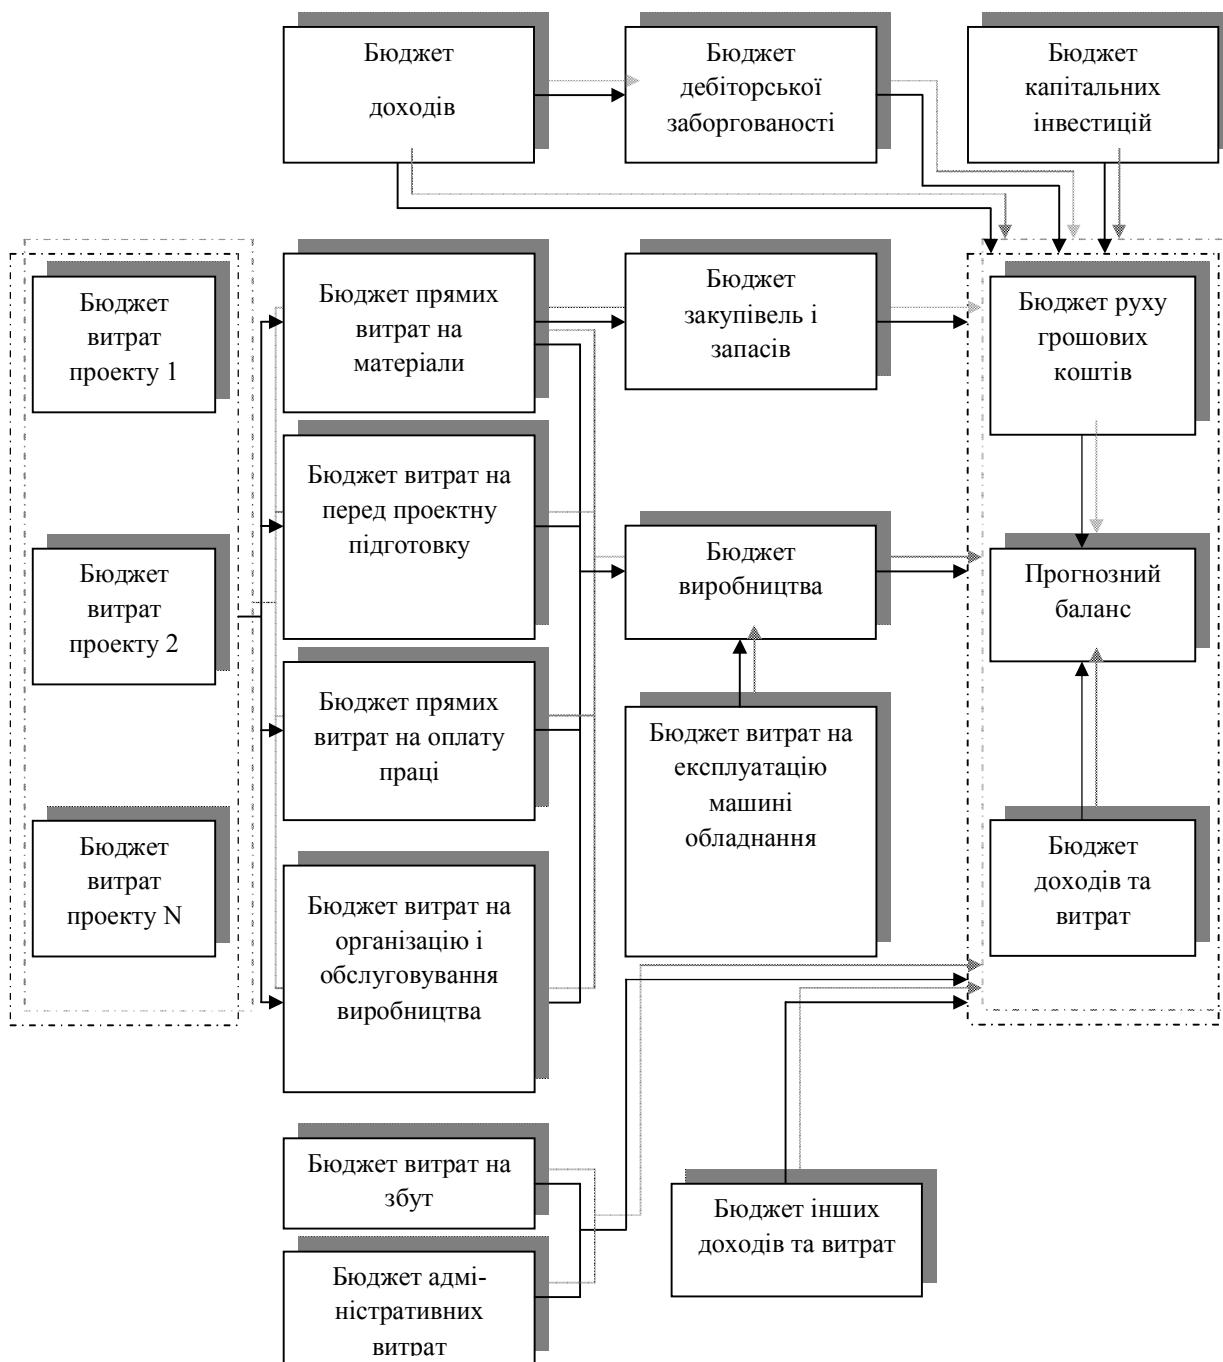 Бюджет
доходів
Бюджет
дебіторської
заборгованості
Бюджет
капітальних
інвестицій
Бюджет
витрат
проекту 1
Бюджет прямих
витрат на
матеріали
Бюджет
закупівель і
запасів
Бюджет руху
грошових
коштів
Бюджет витрат на
перед проектну
підготовку
Бюджет
витрат
проекту 2
Бюджет
виробництва
Прогнозний
баланс
Бюджет прямих
витрат на оплату
праці
Бюджет витрат на
експлуатацію
машині
обладнання
Бюджет
витрат
проекту N
Бюджет витрат на
організацію і
обслуговування
виробництва
Бюджет
доходів та
витрат
Бюджет витрат на
збут
Бюджет інших
доходів та витрат
Бюджет адмі-
ністративних
витрат